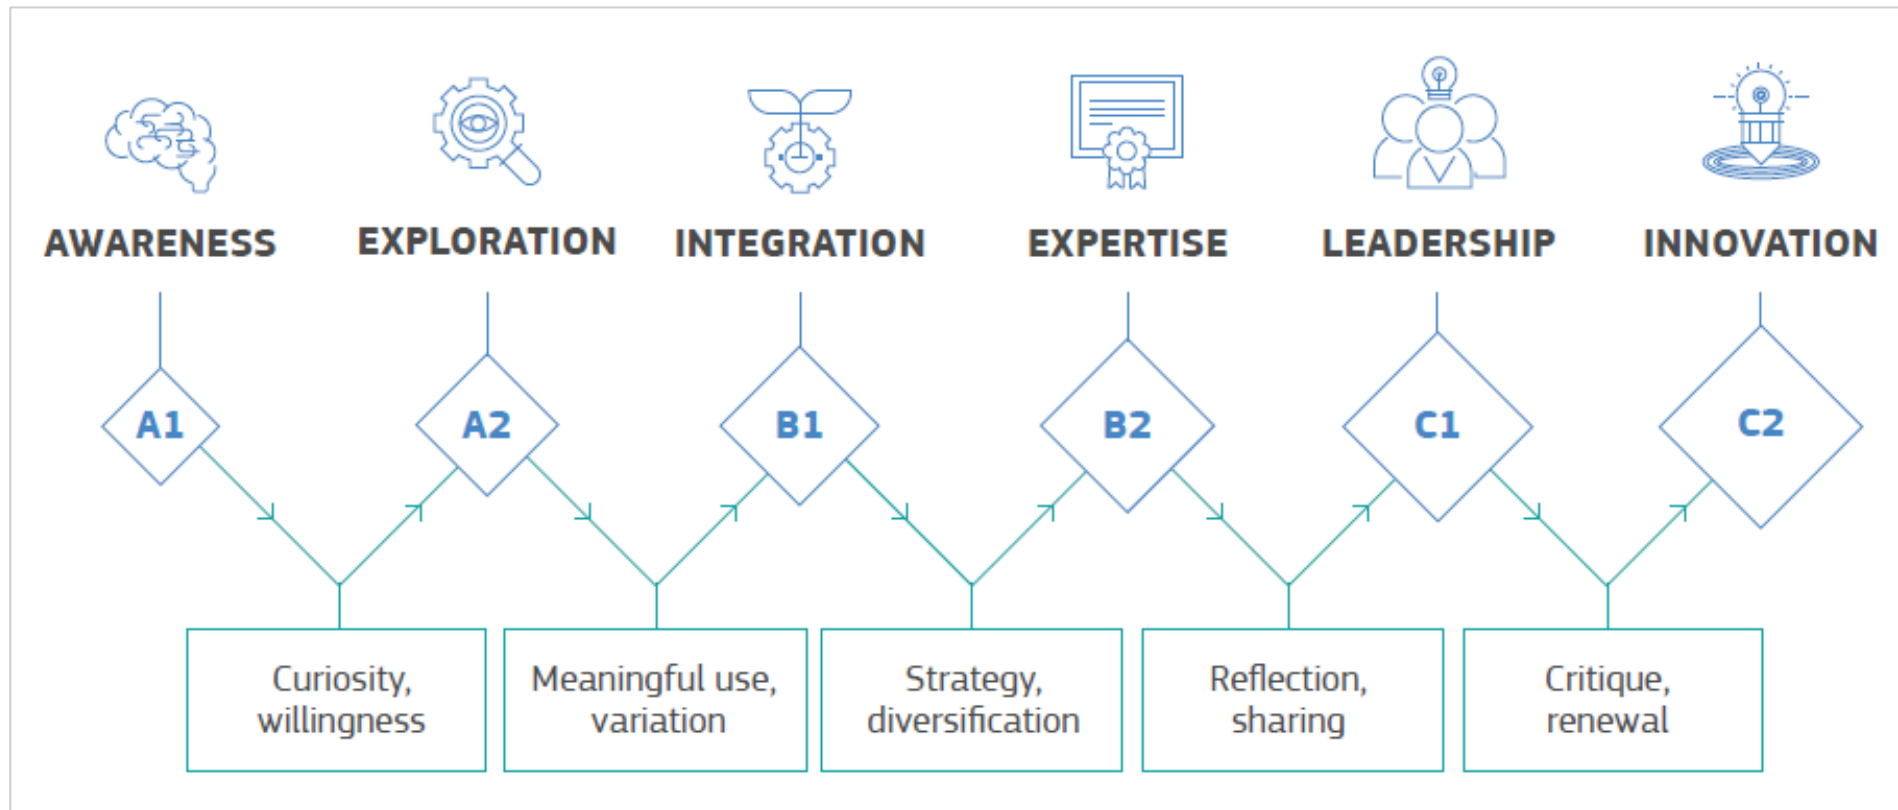 AWARENESS
EXPLORATION
INTEGRATION
EXPERTISE
LEADERSHIP
INNOVATION
A1
A2
B1
B2
C1
C2
Curiosity,
willingness
Meaningful use,
variation
Strategy,
diversification
Reflection,
sharing
Critique,
renewal